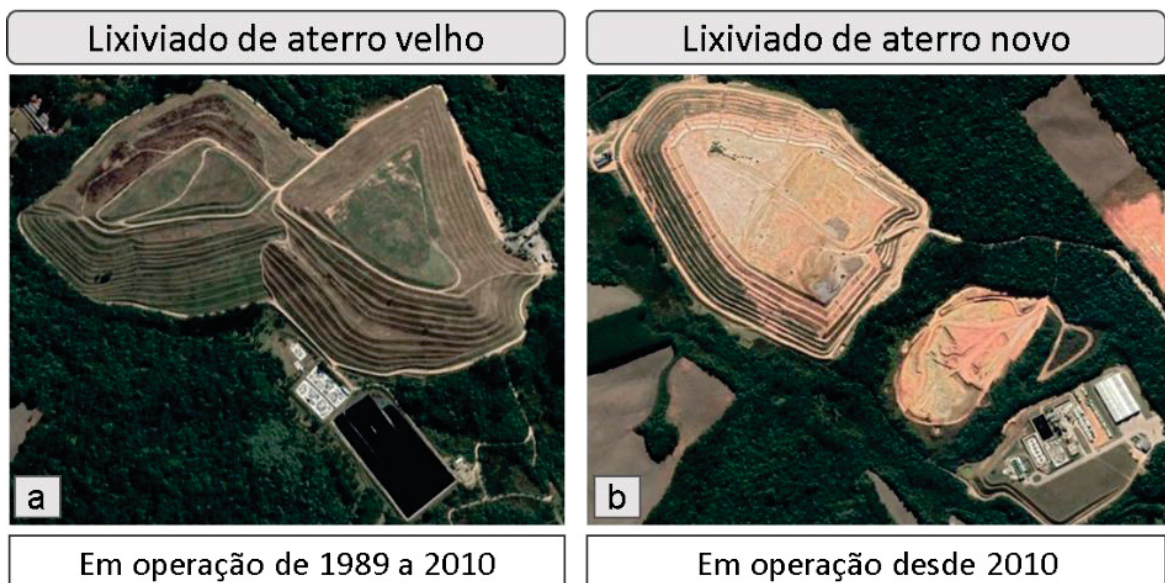 Lixiviado de aterro velho
Lixiviado de aterro novo
a
b
Em operação de 1989 a 2010
Em operação desde 2010